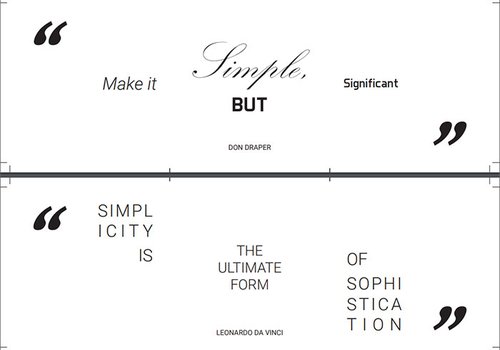 “
Make it Simple, Significant
BUT
DON DRAPER
”
“
SIMPL
ICITY
IS
THE
ULTIMATE
FORM
OF
SOPHI
STICA
TION
LEONARDO DA VINCI
”